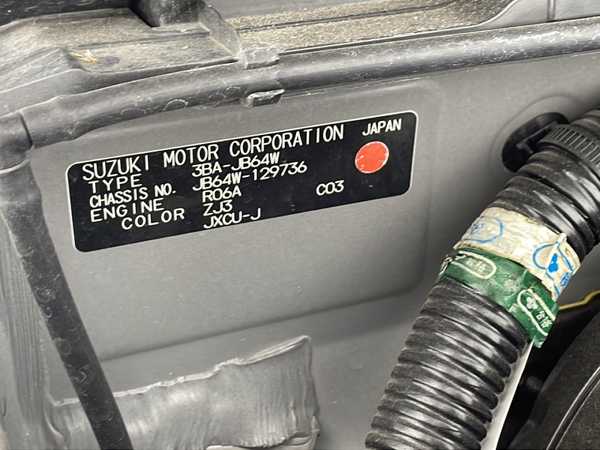 SUZUKI MOTOR CORPORATION JAPAN
TYPE 3BA-JB64W
CHASSIS NO. JB64W-129736
ENGINE R06A C03
COLOR ZJ3
JXCU-J